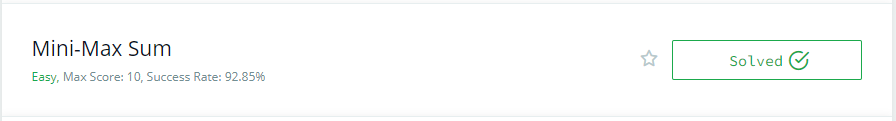 Mini-Max Sum
Easy, Max Score: 10, Success Rate: 92.85%
Solved